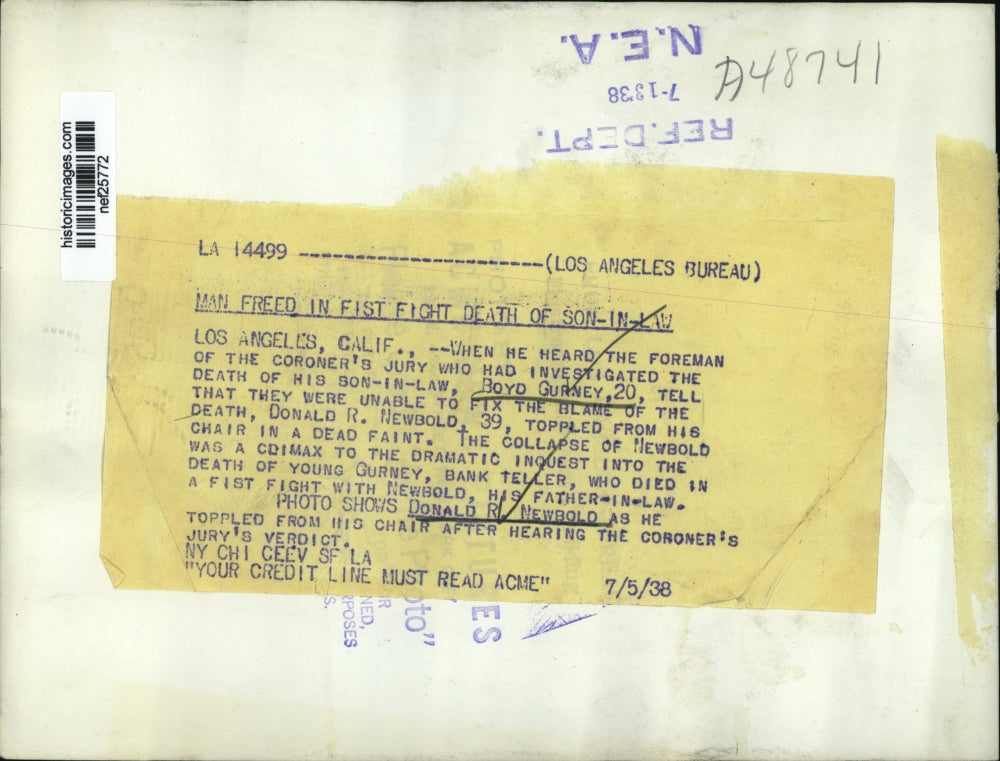 N.E.A.
7-13'38
REF.DEPT.
A48741
historicimages.com
nef25772
LA 14499 -----------------------(LOS ANGELES BUREAU)
MAN FREED IN FIST FIGHT DEATH OF SON-IN-LAW
LOS ANGELES, CALIF., --WHEN HE HEARD THE FOREMAN
OF THE CORONER'S JURY WHO HAD INVESTIGATED THE
DEATH OF HIS SON-IN-LAW, BOYD GURNEY,20, TELL
THAT THEY WERE UNABLE TO FIX THE BLAME OF THE
DEATH, DONALD R. NEWBOLD, 39, TOPPLED FROM HIS
CHAIR IN A DEAD FAINT. THE COLLAPSE OF NEWBOLD
WAS A CDIMAX TO THE DRAMATIC INQUEST INTO THE
DEATH OF YOUNG GURNEY, BANK TELLER, WHO DIED IN
A FIST FIGHT WITH NEWBOLD, HIS FATHER-IN-LAW.
PHOTO SHOWS DONALD R. NEWBOLD AS HE
TOPPLED FROM HIS CHAIR AFTER HEARING THE CORONER'S
JURY'S VERDICT.
NY CHI CEEV SF LA
"YOUR CREDIT LINE MUST READ ACME" 7/5/38